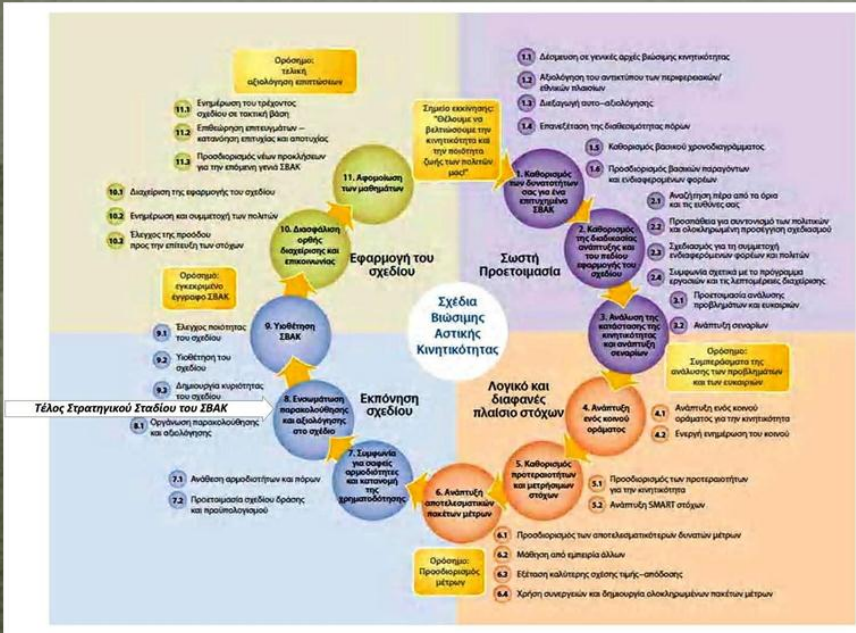 Ορόσημο:
τελική
αξιολόγηση επιπτώσεων
Σημείο εκκίνησης:
"Θέλουμε να
βελτιώσουμε την
κινητικότητα και
την ποιότητα
ζωής των πολιτών
μας!"
1.1 Δέσμευση σε γενικές αρχές βιώσιμης κινητικότητας
1.2 Αξιολόγηση του αντικτύπου των περιφερειακών/
εθνικών πλαισίων
1.3 Διεξαγωγή αυτο-αξιολόγησης
1.4 Επανεξέταση της διαθεσιμότητας πόρων
1.5 Καθορισμός βασικού χρονοδιαγράμματος
1.6 Προσδιορισμός βασικών παραγόντων
και ενδιαφερομένων φορέων
1. Καθορισμός
των δυνατοτήτων
σας για ένα
επιτυχημένο
ΣΒΑΚ
2.1 Αναζήτηση πέρα από τα όρια
και τις ευθύνες σας
2.2 Προσπάθεια για συντονισμό των πολιτικών
και ολοκληρωμένη προσέγγιση σχεδιασμού
2.3 Σχεδιασμός για τη συμμετοχή
ενδιαφερομένων φορέων και πολιτών
2.4 Συμφωνία σχετικά με το πρόγραμμα
εργασιών και τις λεπτομέρειες διαχείρισης
2. Καθορισμός
της διαδικασίας
ανάπτυξης και
του πεδίου
εφαρμογής του
σχεδίου
Σωστή
Προετοιμασία
3.1 Προετοιμασία ανάλυσης
προβλημάτων και ευκαιριών
3.2 Ανάπτυξη σεναρίων
3. Ανάλυση της
κατάστασης της
κινητικότητας
και ανάπτυξη
σεναρίων
Ορόσημο:
Συμπεράσματα της
ανάλυσης των προβλημάτων
και των ευκαιριών
Σχέδια
Βιώσιμης
Αστικής
Κινητικότητας
Λογικό και
διαφανές
πλαίσιο στόχων
4. Ανάπτυξη
ενός κοινού
οράματος
4.1 Ανάπτυξη ενός κοινού
οράματος για την κινητικότητα
4.2 Ενεργή ενημέρωση του κοινού
5. Καθορισμός
προτεραιοτήτων
και μετρήσιμων
στόχων
5.1 Προσδιορισμός των προτεραιοτήτων
για την κινητικότητα
5.2 Ανάπτυξη SMART στόχων
6. Ανάπτυξή
αποτελεσματικών
πακέτων μέτρων
6.1 Προσδιορισμός των αποτελεσματικότερων δυνατών μέτρων
6.2 Μάθηση από εμπειρία άλλων
6.3 Εξέταση καλύτερης σχέσης τιμής–απόδοσης
6.4 Χρήση συνεργειών και δημιουργία ολοκληρωμένων πακέτων μέτρων
Ορόσημο:
Προσδιορισμός
μέτρων
7. Συμφωνία
για σαφείς
αρμοδιότητες
και κατανομή
της
χρηματοδότησης
7.1 Ανάθεση αρμοδιοτήτων και πόρων
7.2 Προετοιμασία σχεδίου δράσης
και προϋπολογισμού
Εκπόνηση
σχεδίου
8. Ενσωμάτωση
παρακολούθησης
και αξιολόγησης
στο σχέδιο
Τέλος Στρατηγικού Σταδίου του ΣΒΑΚ
8.1 Οργάνωση παρακολούθησης
και αξιολόγησης
9. Υιοθέτηση
ΣΒΑΚ
9.1 Έλεγχος ποιότητας
του σχεδίου
9.2 Υιοθέτηση του
σχεδίου
9.3 Δημιουργία κυριότητας
του σχεδίου
Ορόσημο:
εγκεκριμένο
έγγραφο ΣΒΑΚ
Εφαρμογή του
σχεδίου
10. Διασφάλιση
ορθής
διαχείρισης και
επικοινωνίας
10.1 Διαχείριση της εφαρμογής του σχεδίου
10.2 Ενημέρωση και συμμετοχή των πολιτών
10.2 Έλεγχος της προόδου
προς την επίτευξη των στόχων
11. Αφομοίωση
των μαθημάτων
11.1 Ενημέρωση του τρέχοντος
σχεδίου σε τακτική βάση
11.2 Επιθεώρηση επιτευγμάτων –
κατανόηση επιτυχίας και αποτυχίας
11.3 Προσδιορισμός νέων προκλήσεων
για την επόμενη γενιά ΣΒΑΚ